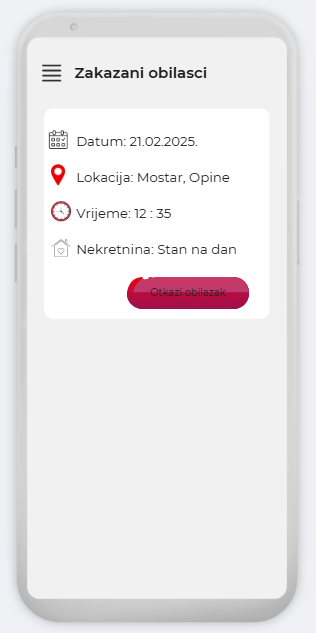 Zakazani obilasci
Datum: 21.02.2025.
Lokacija: Mostar, Opine
Vrijeme: 12 : 35
Nekretnina: Stan na dan
Otkazi obilazak